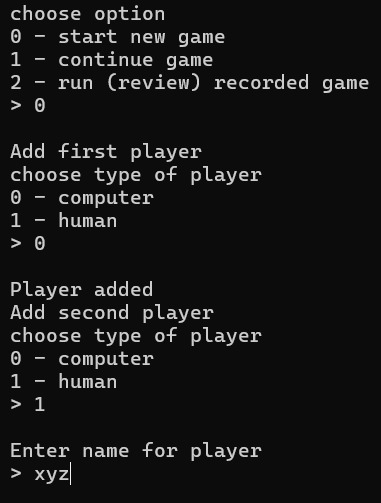 choose option
0 - start new game
1 - continue game
2 - run (review) recorded game
> 0
Add first player
choose type of player
0 - computer
1 - human
> 0
Player added
Add second player
choose type of player
0 - computer
1 - human
> 1
Enter name for player
> xyz